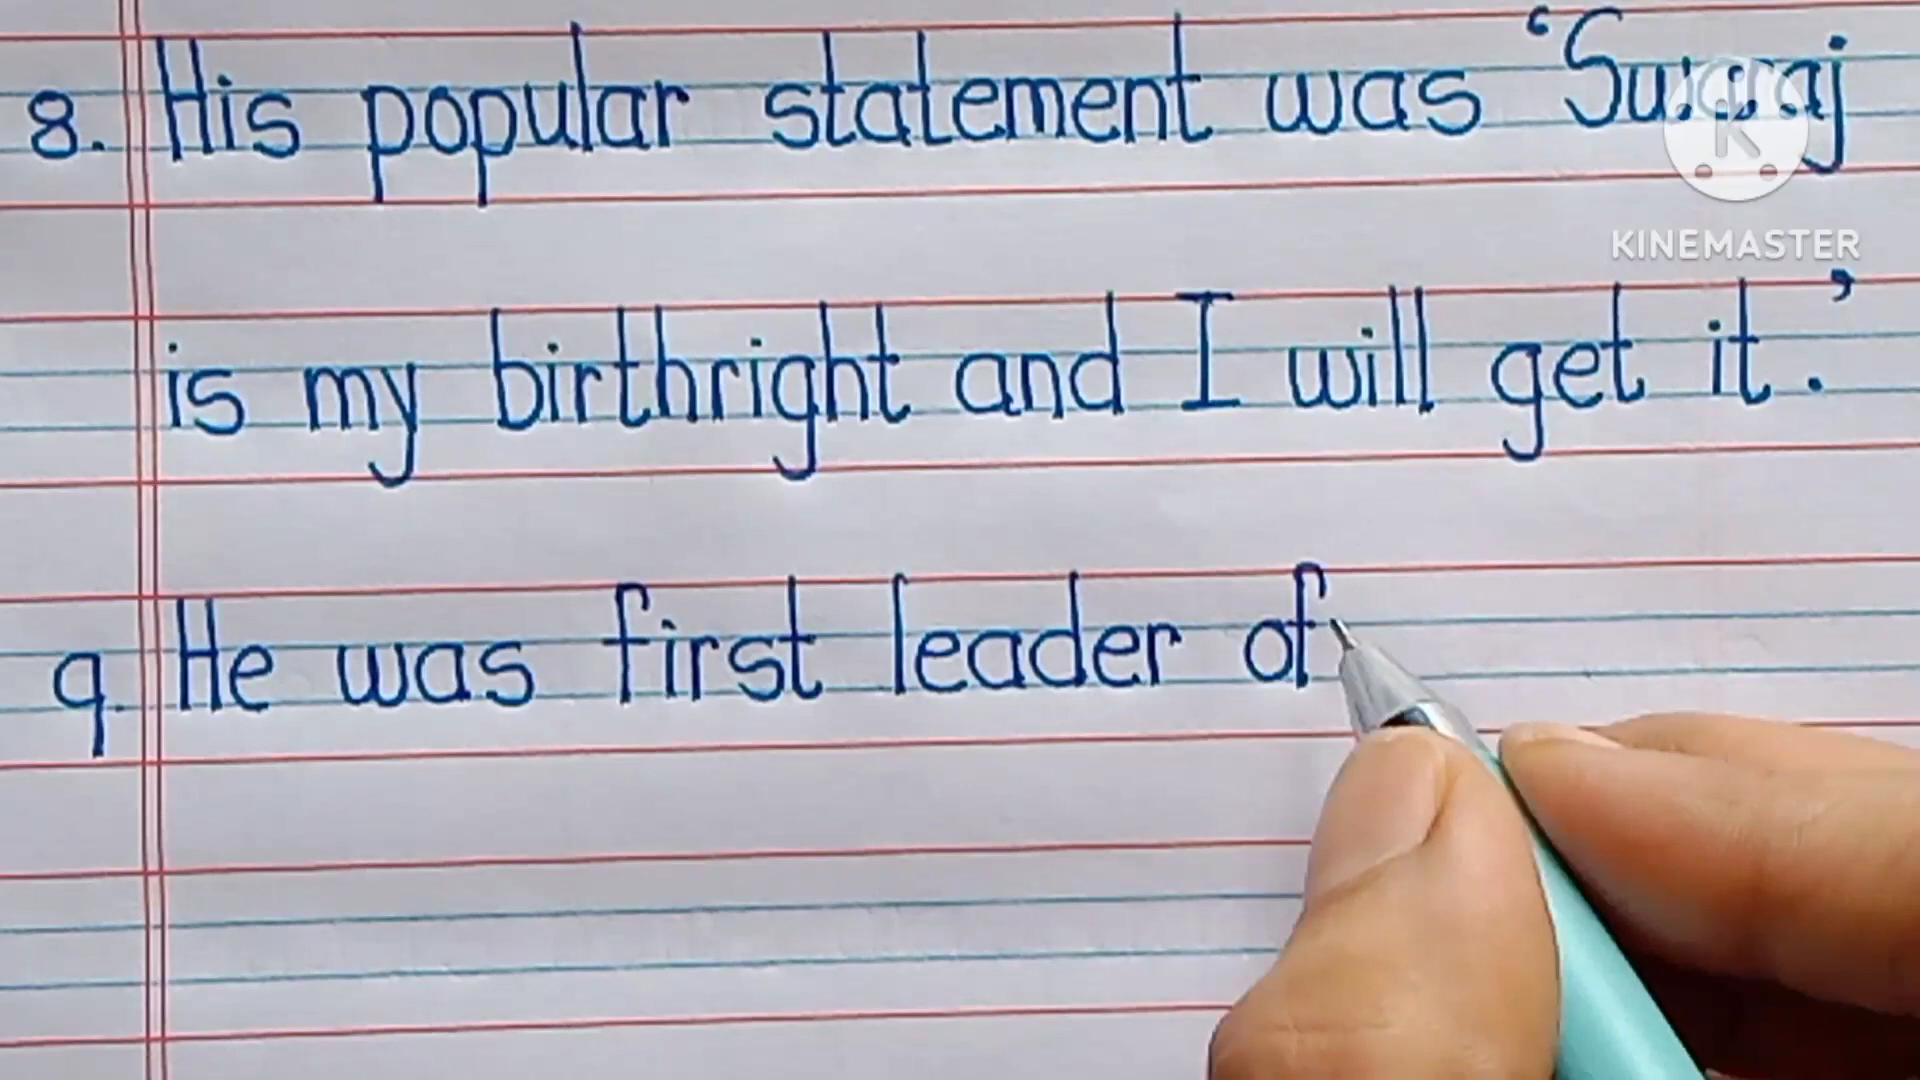 8. His popular statement was ‘Swaraj
KINEMASTER
is my birthright and I will get it.’
9. He was first leader of